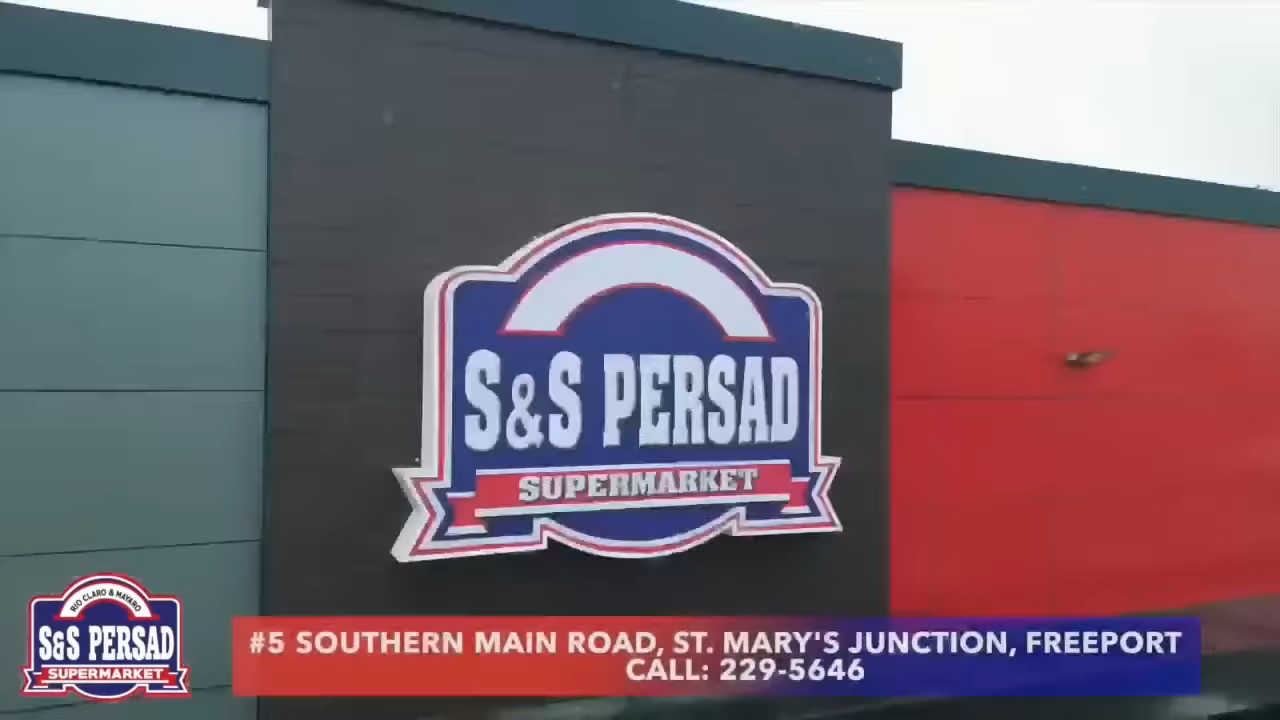 S&S PERSAD
SUPERMARKET
RIO CLARO & MAYARO
S&S PERSAD
SUPERMARKET
#5 SOUTHERN MAIN ROAD, ST. MARY'S JUNCTION, FREEPORT
CALL: 229-5646